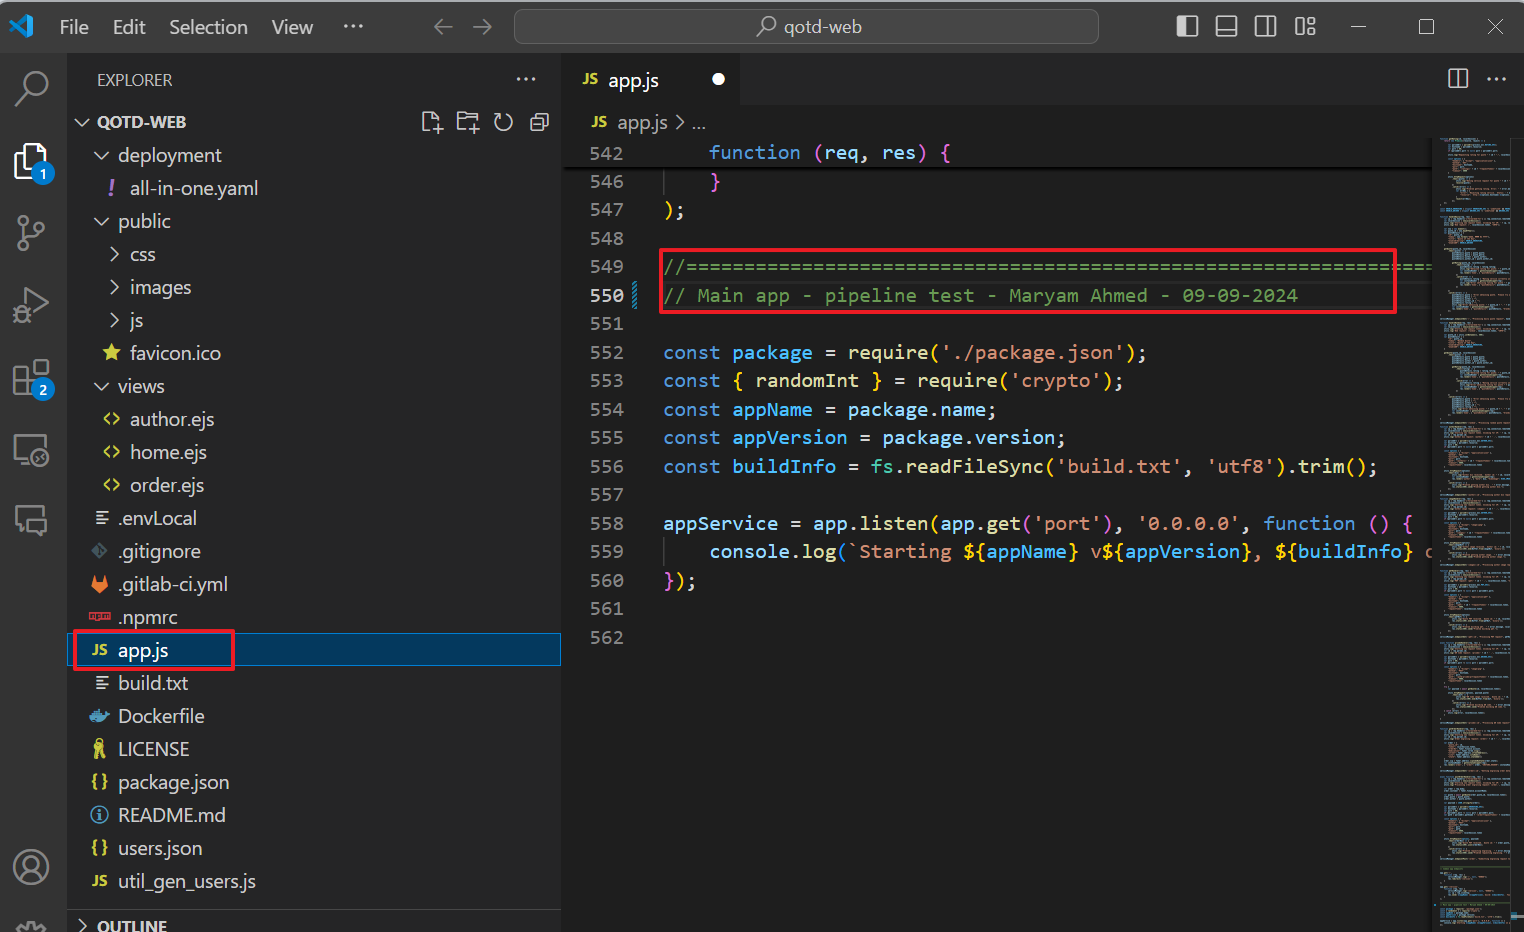 File Edit Selection View ··· qotd-web
EXPLORER ···
QOTD-WEB
deployment
! all-in-one.yaml
public
css
images
js
favicon.ico
views
<> author.ejs
<> home.ejs
<> order.ejs
.envLocal
.gitignore
.gitlab-ci.yml
.npmrc
JS app.js
build.txt
Dockerfile
LICENSE
{} package.json
README.md
{} users.json
JS util_gen_users.js
OUTLINE
1
2
JS app.js
JS app.js > ...
542 function (req, res) {
546 }
547 );
548
549 //================================================================
550 // Main app - pipeline test - Maryam Ahmed - 09-09-2024
551
552 const package = require('./package.json');
553 const { randomInt } = require('crypto');
554 const appName = package.name;
555 const appVersion = package.version;
556 const buildInfo = fs.readFileSync('build.txt', 'utf8').trim();
557
558 appService = app.listen(app.get('port'), '0.0.0.0', function () {
559 console.log(`Starting ${appName} v${appVersion}, ${buildInfo}
560 });
561
562